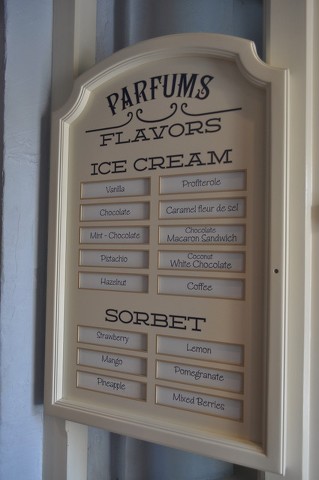 PARFUMS
FLAVORS
ICE CREAM
Vanilla
Chocolate
Mint - Chocolate
Pistachio
Hazelnut
Profiterole
Caramel fleur de sel
Chocolate
Macaron Sandwich
Coconut
White Chocolate
Coffee
SORBET
Strawberry
Mango
Pineapple
Lemon
Pomegranate
Mixed Berries